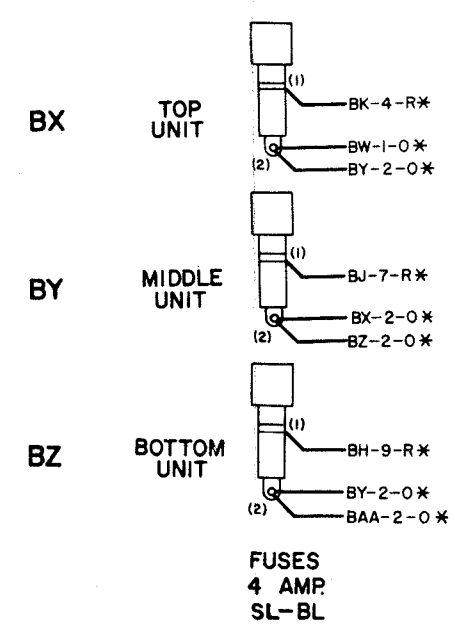 (1)
BK-4-R*
BX
TOP
UNIT
BW-1-O*
(2)
BY-2-O*
(1)
BJ-7-R*
BY
MIDDLE
UNIT
BX-2-O*
(2)
BZ-2-O*
(1)
BH-9-R*
BZ
BOTTOM
UNIT
BY-2-O*
(2)
BAA-2-O*
FUSES
4 AMP.
SL-BL